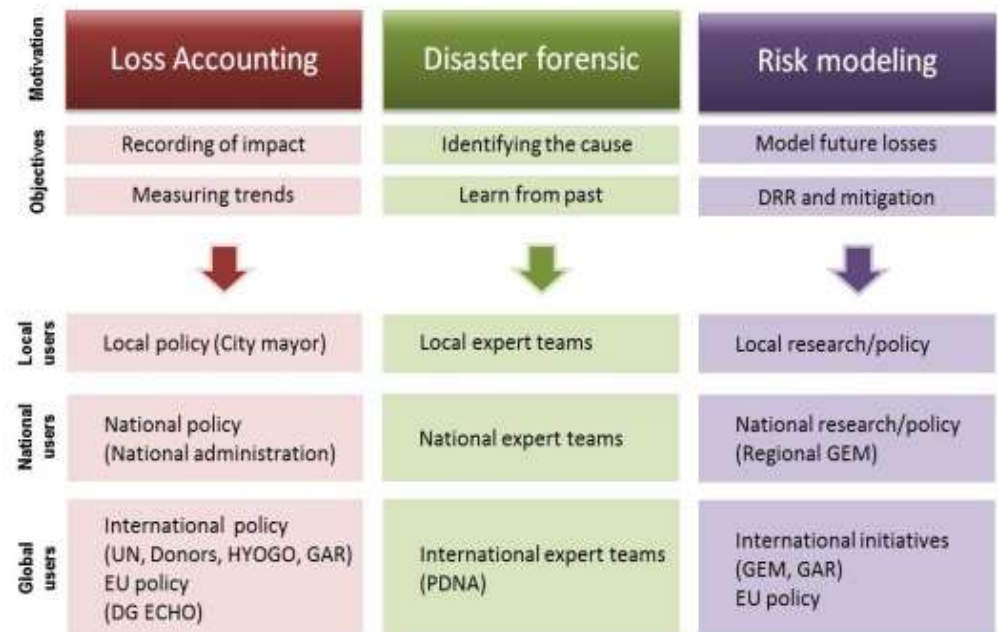 Motivation
Loss Accounting
Disaster forensic
Risk modeling
Objectives
Recording of impact
Identifying the cause
Model future losses
Measuring trends
Learn from past
DRR and mitigation
Local
users
Local policy (City mayor)
Local expert teams
Local research/policy
National
users
National policy
(National administration)
National expert teams
National research/policy
(Regional GEM)
Global
users
International policy
(UN, Donors, HYOGO, GAR)
EU policy
(DG ECHO)
International expert teams
(PDNA)
International initiatives
(GEM, GAR)
EU policy